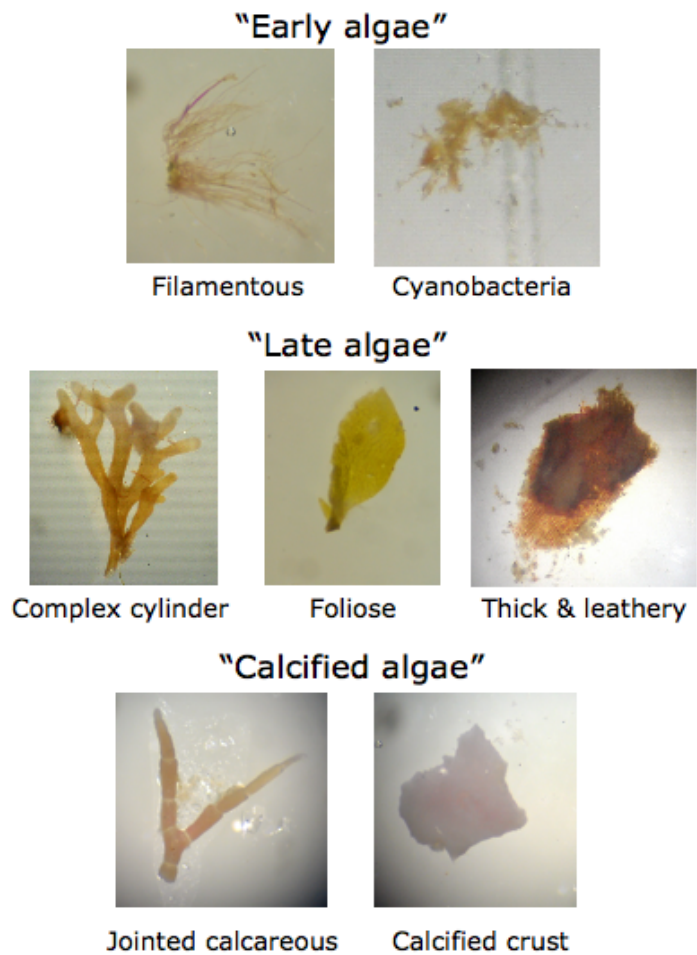 “Early algae”
Filamentous
Cyanobacteria
“Late algae”
Complex cylinder
Foliose
Thick & leathery
“Calcified algae”
Jointed calcareous
Calcified crust